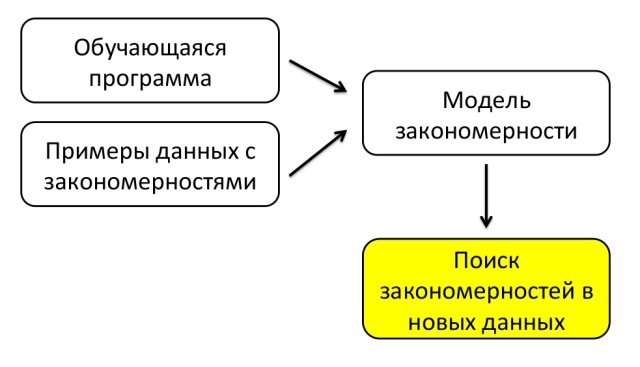 Обучающаяся
программа
Примеры данных с
закономерностями
Модель
закономерности
Поиск
закономерностей в
новых данных